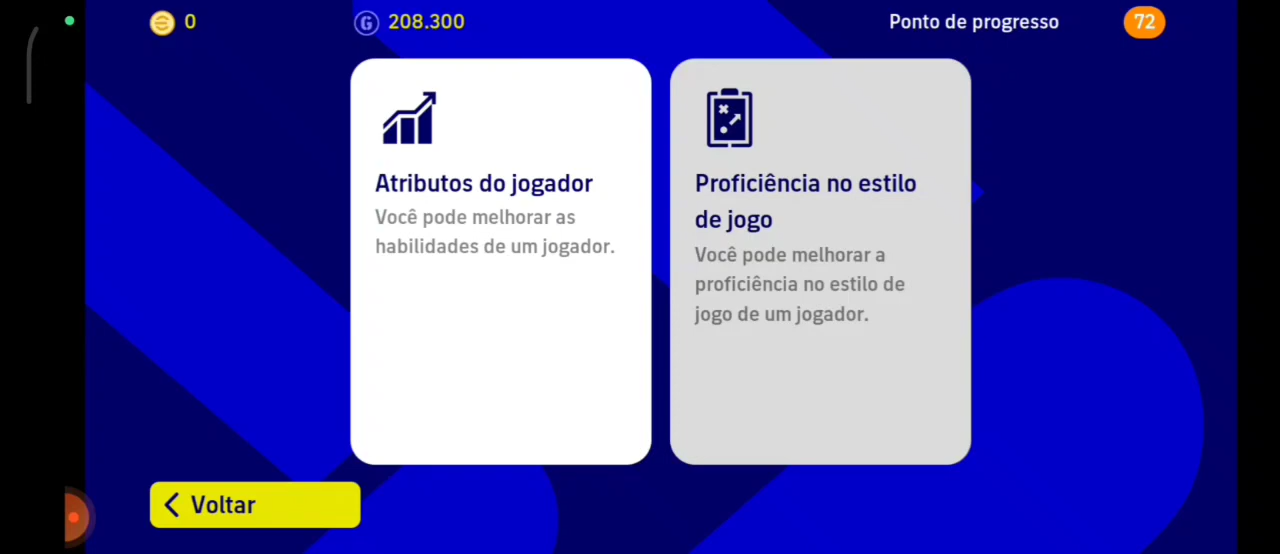 0
208.300
Ponto de progresso
72
Atributos do jogador
Você pode melhorar as
habilidades de um jogador.
Proficiência no estilo
de jogo
Você pode melhorar a
proficiência no estilo de
jogo de um jogador.
Voltar